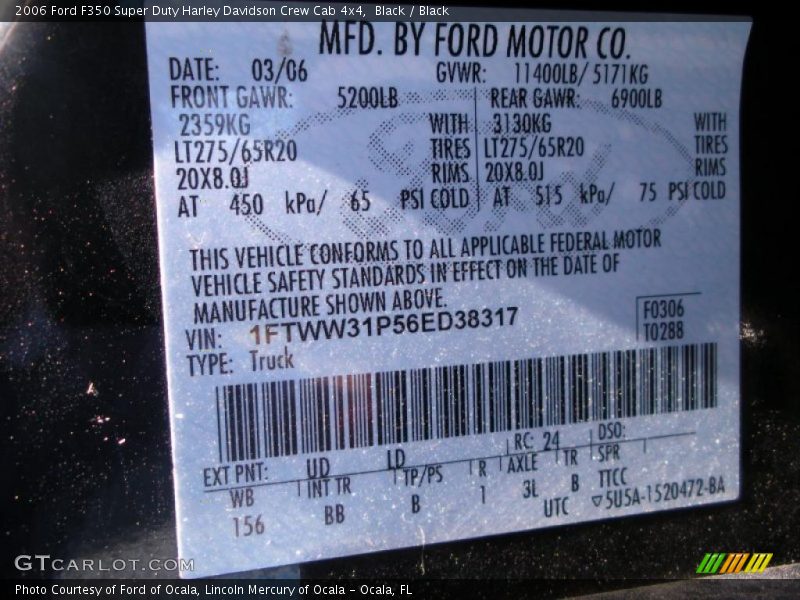 2006 Ford F350 Super Duty Harley Davidson Crew Cab 4x4, Black / Black
MFD. BY FORD MOTOR CO.
DATE: 03/06 GVWR: 11400LB/5171KG
FRONT GAWR: 5200LB REAR GAWR: 6900LB
2359KG WITH 3130KG WITH
LT275/65R20 TIRES LT275/65R20 TIRES
20X8.0J RIMS 20X8.0J RIMS
AT 450 kPa/ 65 PSI COLD AT 515 kPa/ 75 PSI COLD
THIS VEHICLE CONFORMS TO ALL APPLICABLE FEDERAL MOTOR
VEHICLE SAFETY STANDARDS IN EFFECT ON THE DATE OF
MANUFACTURE SHOWN ABOVE.
F0306
VIN: 1FTWW31P56ED38317
T0288
TYPE: Truck
EXT PNT: UD LD RC: 24 DSO:
WB INT TR TP/PS R AXLE TR SPR
156 BB B 1 3L B TTCC
UTC 5U5A-1520472-BA
GTCARLOT.COM
Photo Courtesy of Ford of Ocala, Lincoln Mercury of Ocala - Ocala, FL